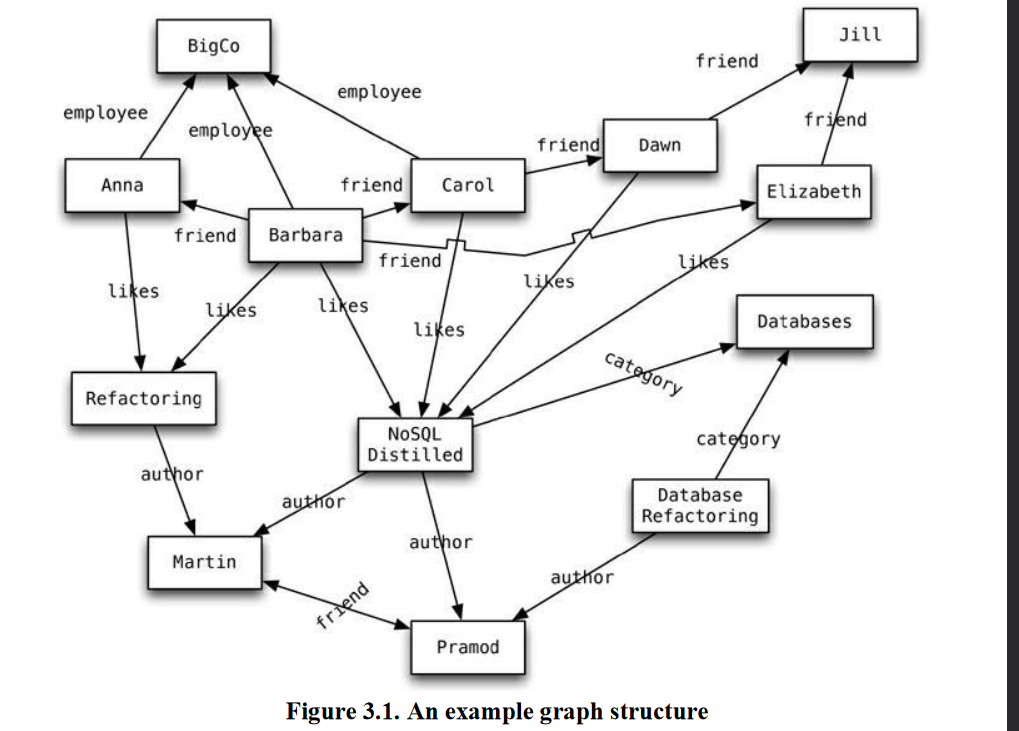 BigCo
Jill
friend
employee
employee
friend
employee
friend
Dawn
Anna
friend
Carol
Elizabeth
friend
Barbara
friend
likes
likes
likes
likes
likes
likes
Databases
category
Refactoring
NoSQL
Distilled
category
author
author
Database
Refactoring
author
Martin
author
friend
Pramod
Figure 3.1. An example graph structure